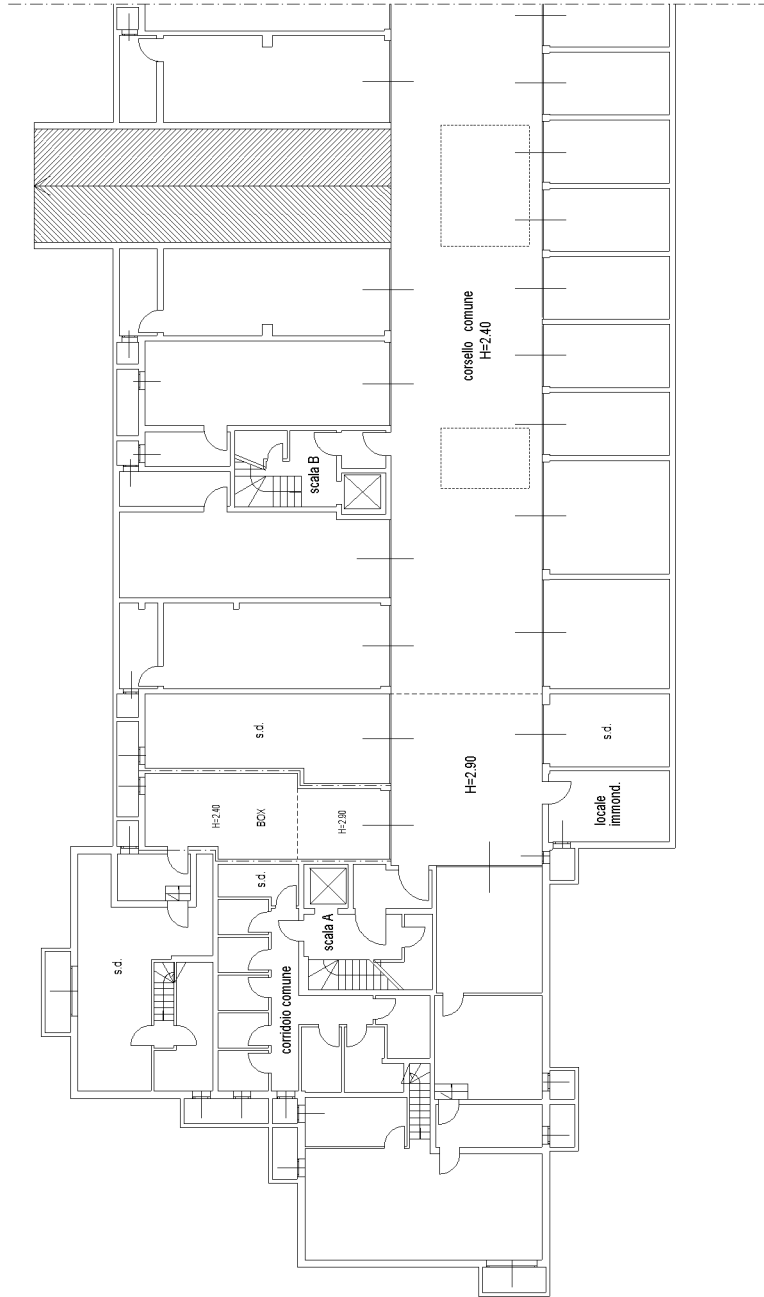 corsello comune
H=2.40
scala B
s.d.
s.d.
H=2.90
H=2.40
BOX
H=2.90
locale
immond.
s.d.
scala A
s.d.
corridoio comune